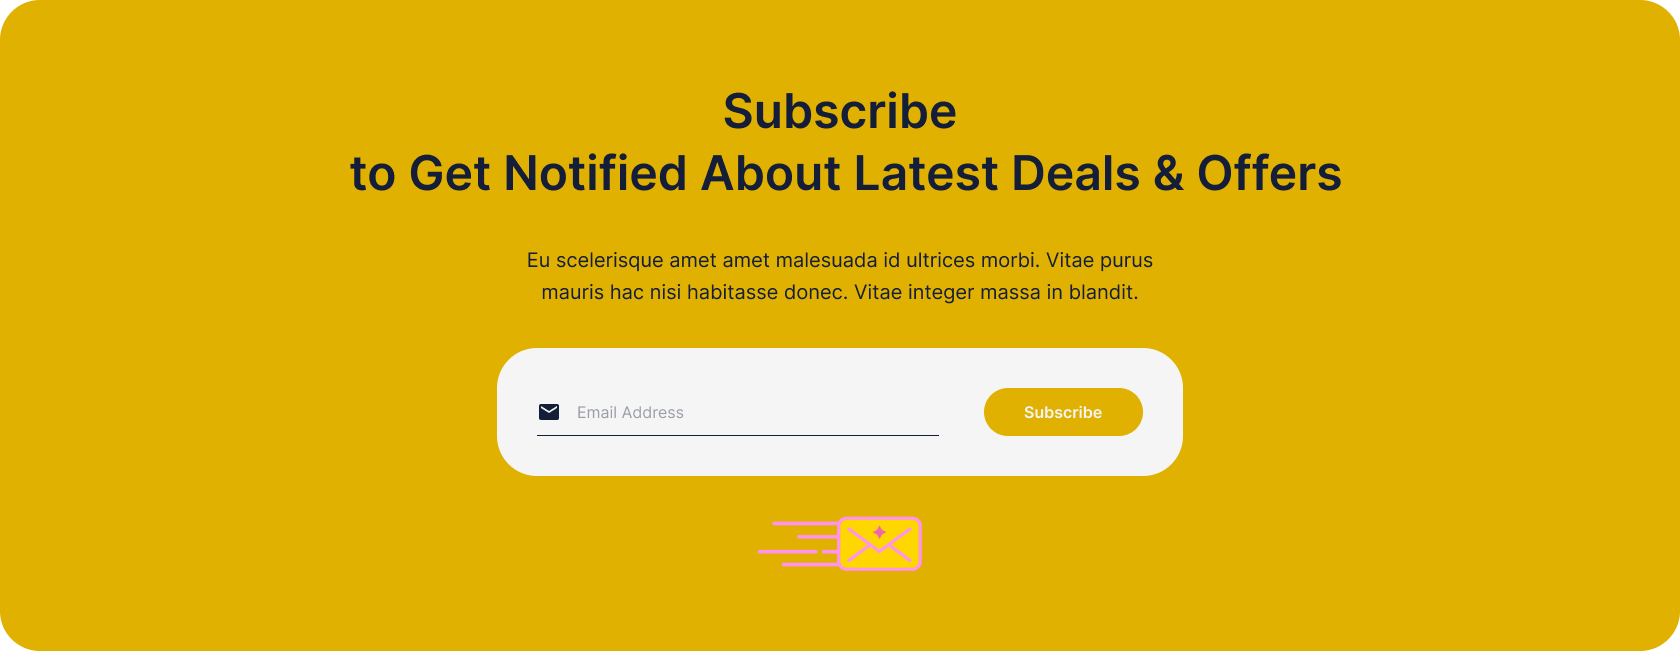 Subscribe
to Get Notified About Latest Deals & Offers
Eu scelerisque amet amet malesuada id ultrices morbi. Vitae purus
mauris hac nisi habitasse donec. Vitae integer massa in blandit.
Email Address
Subscribe